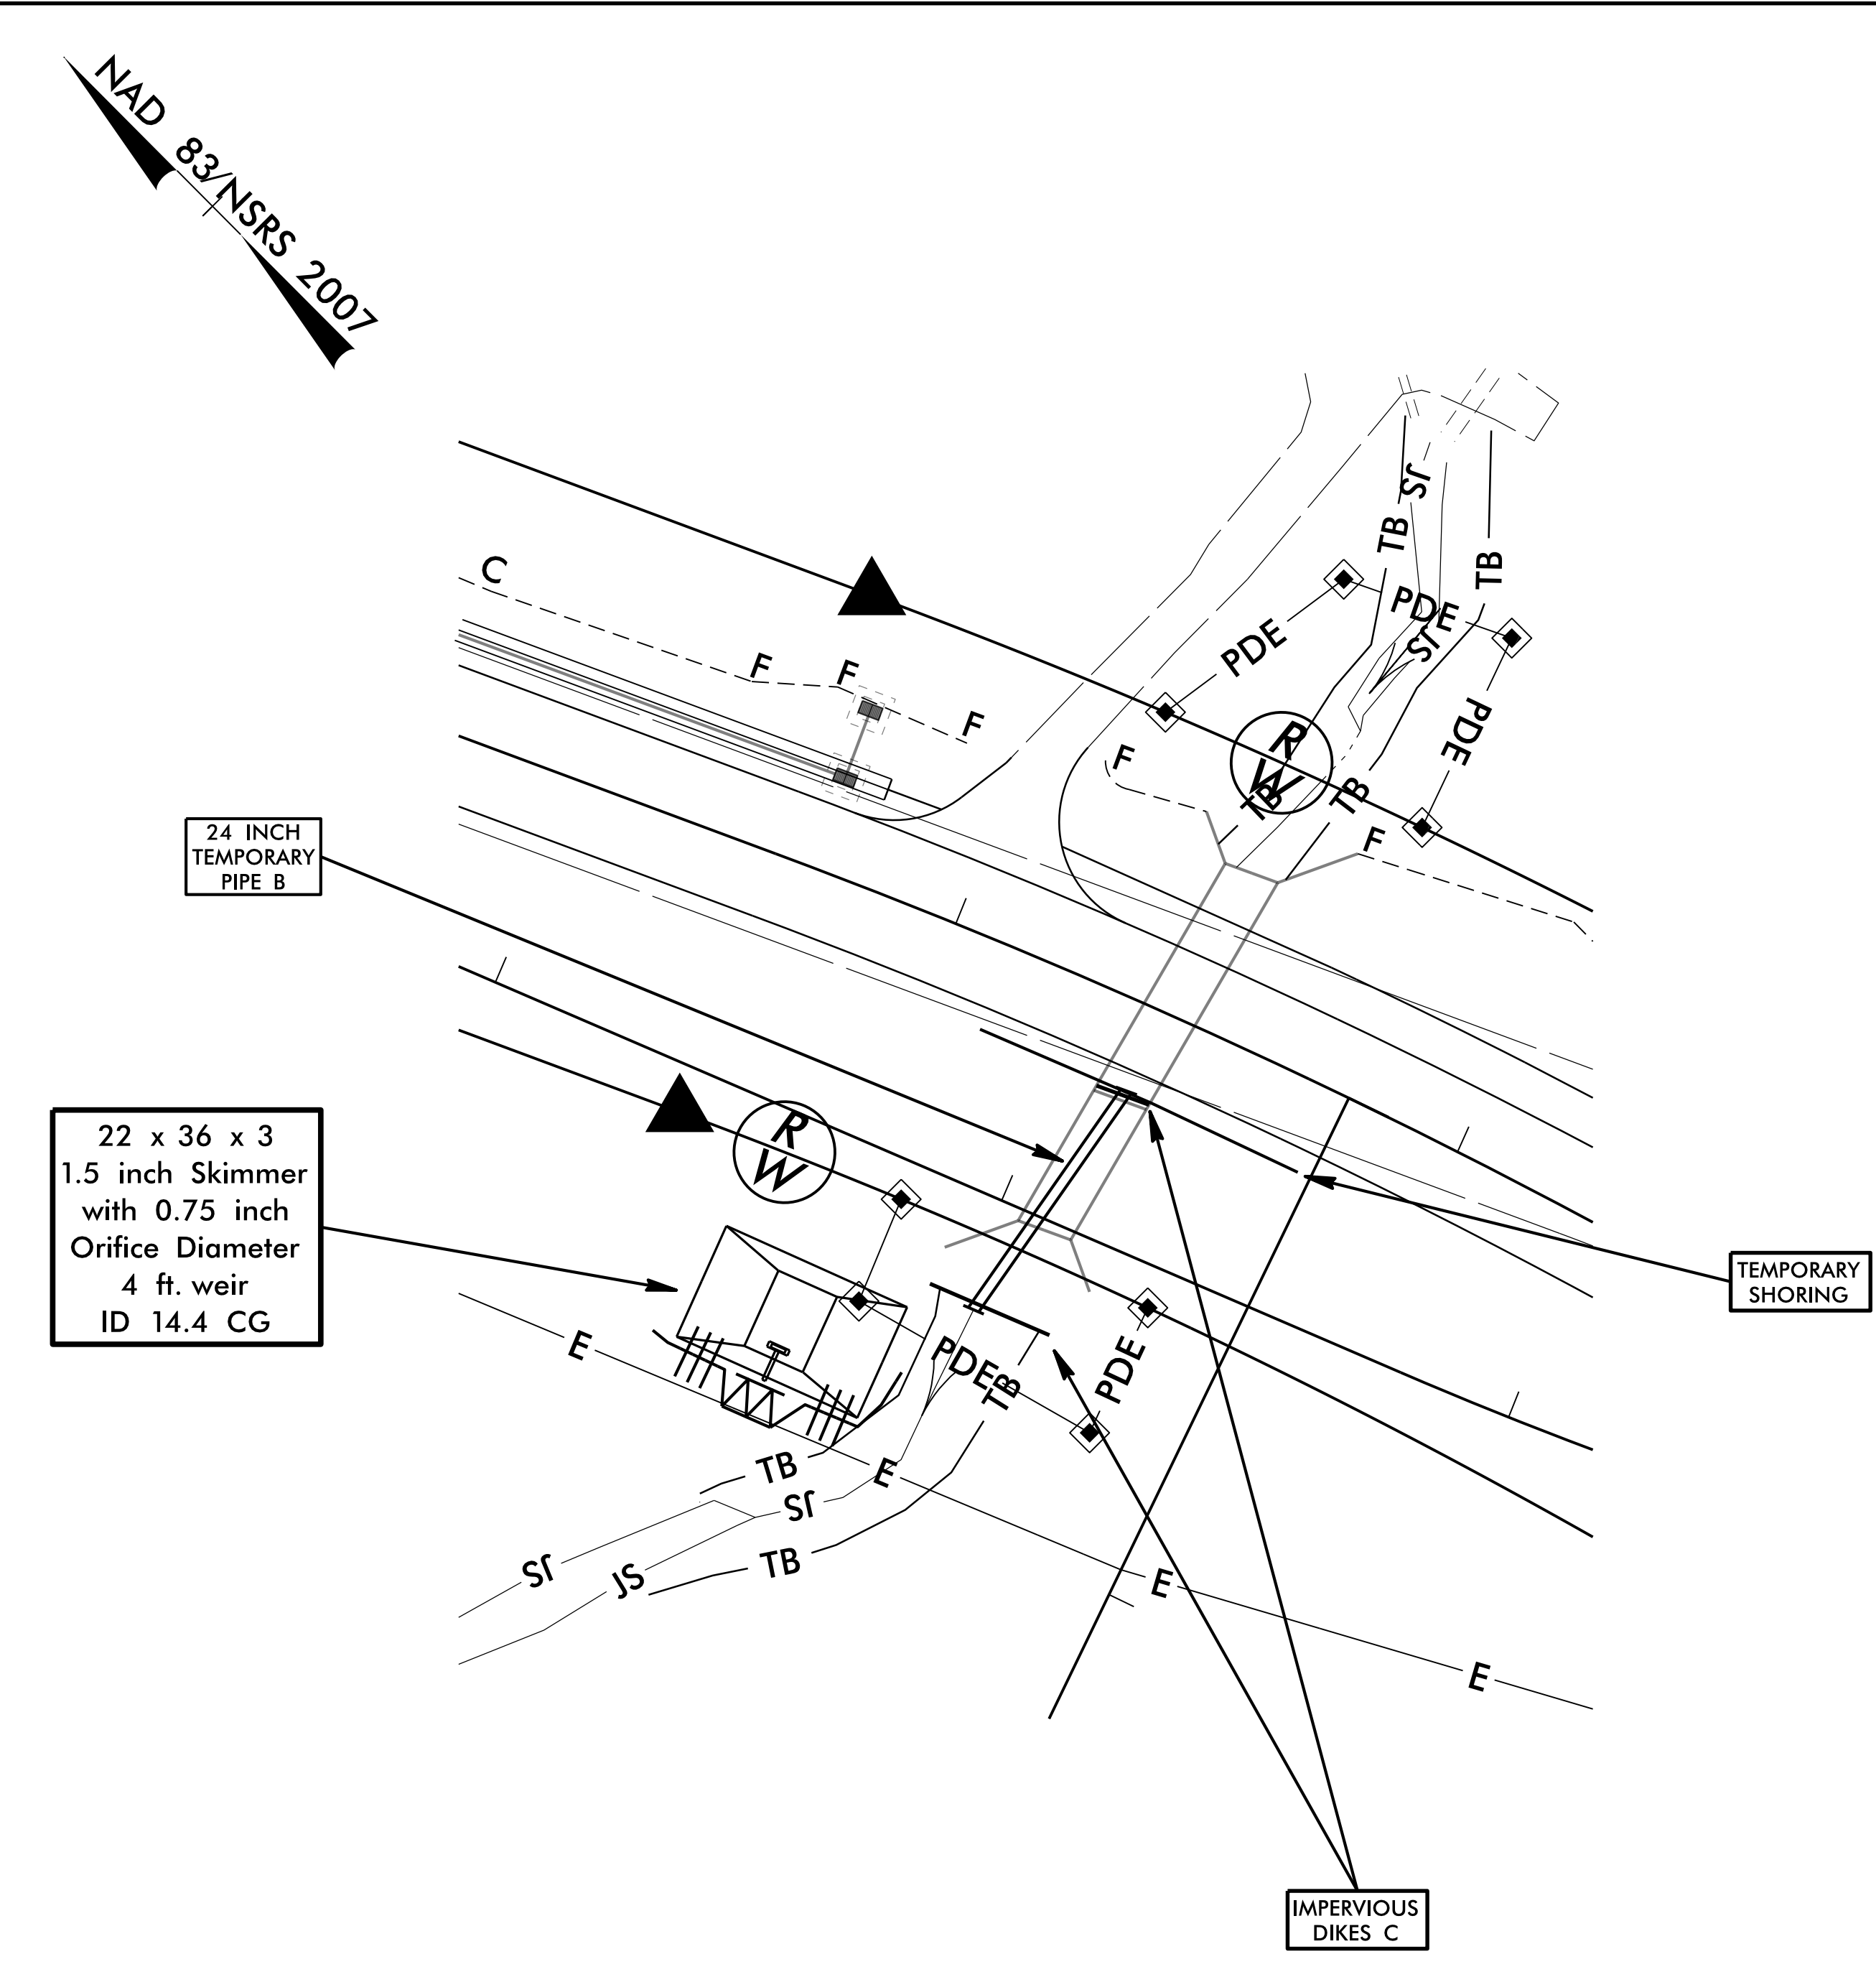 NAD 83/NSRS 2007
C
F
F
F
F
F
JS
TB
TB
PDE
PDE
JS
PDE
R
W
TB
TB
24 INCH
TEMPORARY
PIPE B
R
W
22 x 36 x 3
1.5 inch Skimmer
with 0.75 inch
Orifice Diameter
4 ft. weir
ID 14.4 CG
TEMPORARY
SHORING
E
PDE
TB
PDE
TB
E
JS
TB
JS
JS
E
E
IMPERVIOUS
DIKES C